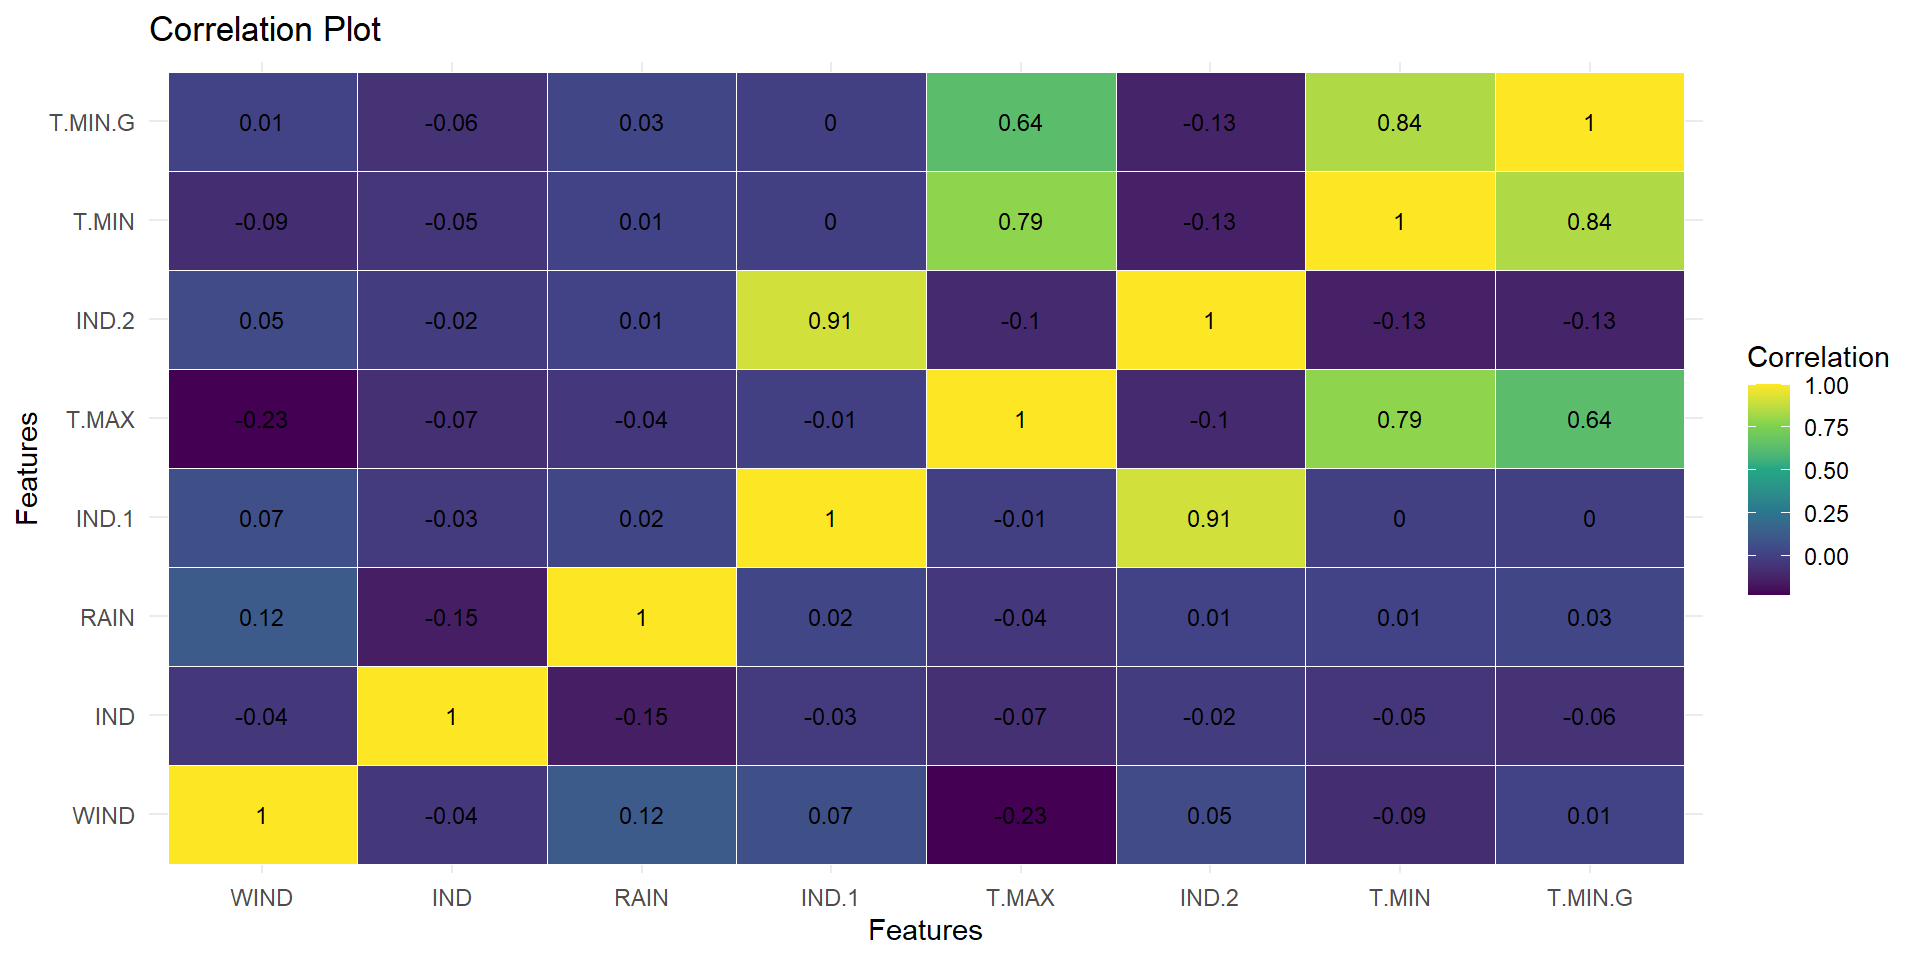 Correlation Plot
T.MIN.G 0.01 -0.06 0.03 0 0.64 -0.13 0.84 1
T.MIN -0.09 -0.05 0.01 0 0.79 -0.13 1 0.84
IND.2 0.05 -0.02 0.01 0.91 -0.1 1 -0.13 -0.13
T.MAX -0.23 -0.07 -0.04 -0.01 1 -0.1 0.79 0.64
IND.1 0.07 -0.03 0.02 1 -0.01 0.91 0 0
RAIN 0.12 -0.15 1 0.02 -0.04 0.01 0.01 0.03
IND -0.04 1 -0.15 -0.03 -0.07 -0.02 -0.05 -0.06
WIND 1 -0.04 0.12 0.07 -0.23 0.05 -0.09 0.01
WIND IND RAIN IND.1 T.MAX IND.2 T.MIN T.MIN.G
Features
Features
Correlation
1.00
0.75
0.50
0.25
0.00